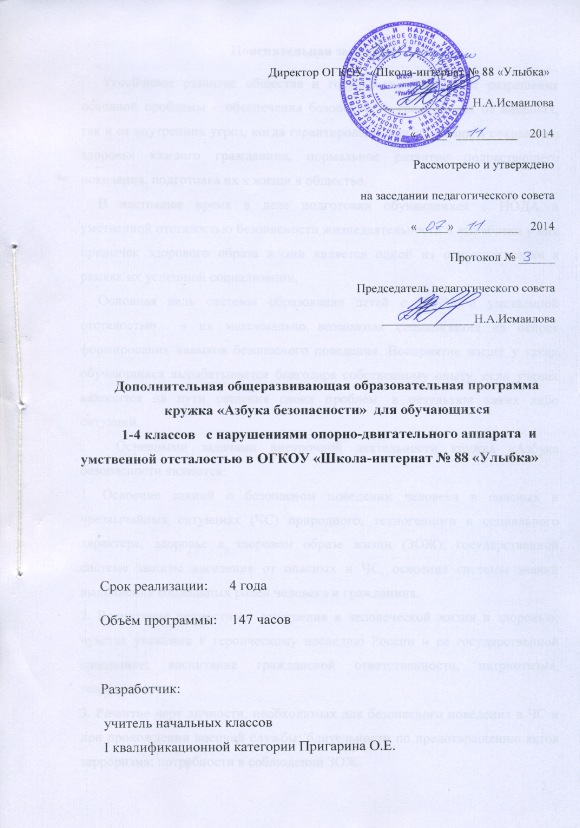 Директор ОГКОУ «Школа-интернат № 88 «Улыбка»
Н.А.Исмаилова
« 7 » 11 2014
Рассмотрено и утверждено
на заседании педагогического совета
« 07 » 11 2014
Протокол № 3
Председатель педагогического совета
Н.А.Исмаилова
Дополнительная общеразвивающая образовательная программа
кружка «Азбука безопасности» для обучающихся
1-4 классов с нарушениями опорно-двигательного аппарата и
умственной отсталостью в ОГКОУ «Школа-интернат № 88 «Улыбка»
Срок реализации: 4 года
Объём программы: 147 часов
Разработчик:
учитель начальных классов
I квалификационной категории Пригарина О.Е.